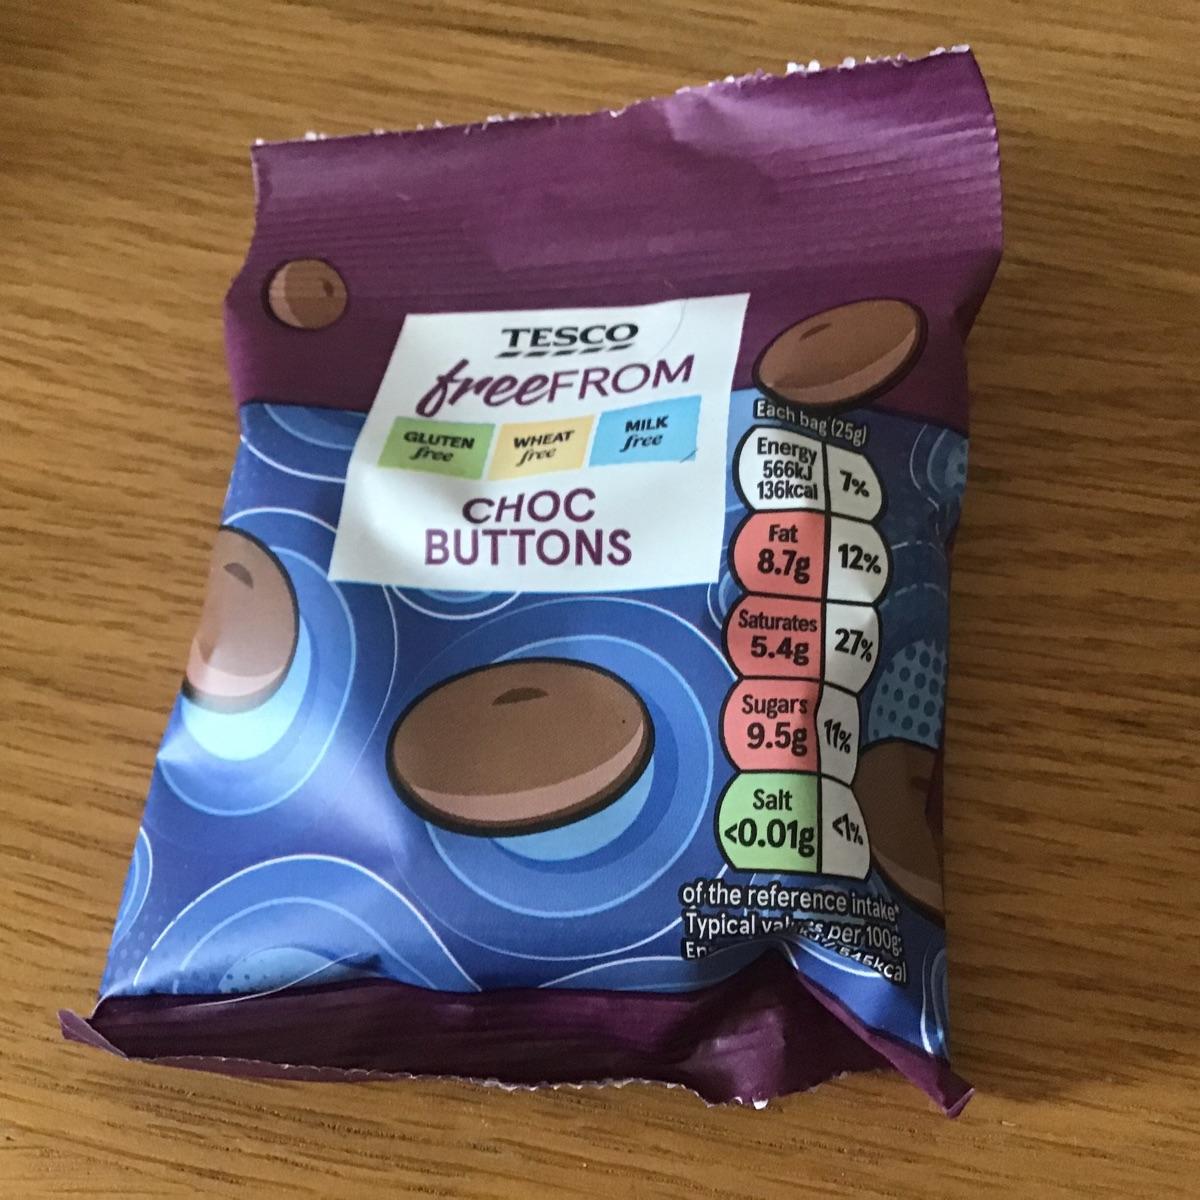 TESCO
freeFROM
GLUTEN free
WHEAT free
MILK free
CHOC
BUTTONS
Each bag (25g)
Energy
566kJ
136kcal
7%
Fat
8.7g
12%
Saturates
5.4g
27%
Sugars
9.5g
11%
Salt
<0.01g
<1%
of the reference intake*
Typical values per 100g:
545kcal